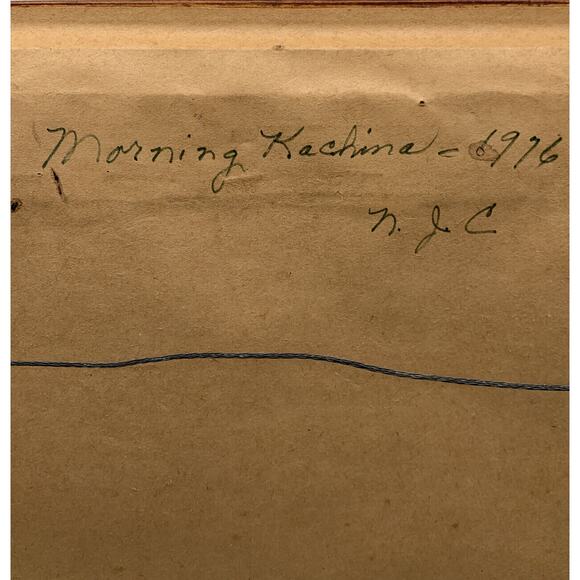 Morning Kachina - 1976
N. J. C